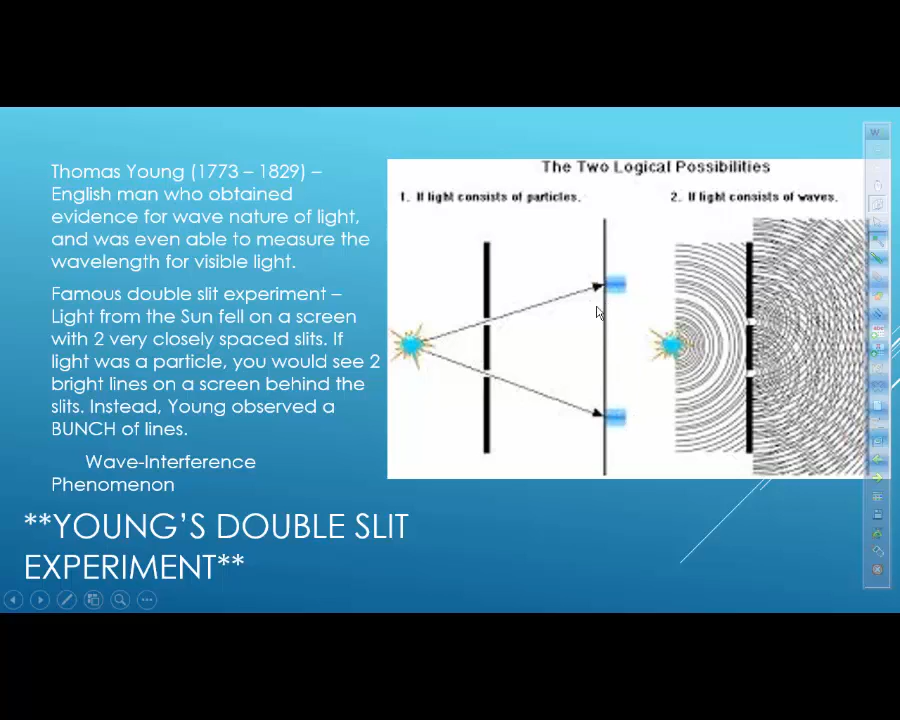 Thomas Young (1773 – 1829) –
English man who obtained
evidence for wave nature of light,
and was even able to measure the
wavelength for visible light.
Famous double slit experiment –
Light from the Sun fell on a screen
with 2 very closely spaced slits. If
light was a particle, you would see 2
bright lines on a screen behind the
slits. Instead, Young observed a
BUNCH of lines.
Wave-Interference
Phenomenon
**YOUNG'S DOUBLE SLIT
EXPERIMENT**
The Two Logical Possibilities
1. If light consists of particles.
2. If light consists of waves.
W